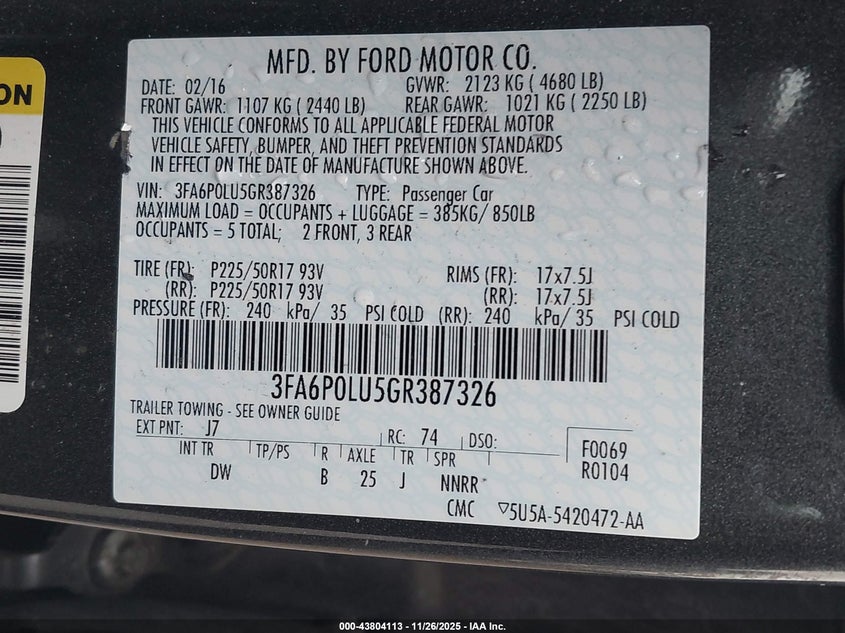 ON
MFD. BY FORD MOTOR CO.
DATE: 02/16 GVWR: 2123 KG ( 4680 LB)
FRONT GAWR: 1107 KG ( 2440 LB) REAR GAWR: 1021 KG ( 2250 LB)
THIS VEHICLE CONFORMS TO ALL APPLICABLE FEDERAL MOTOR
VEHICLE SAFETY, BUMPER, AND THEFT PREVENTION STANDARDS
IN EFFECT ON THE DATE OF MANUFACTURE SHOWN ABOVE.
VIN: 3FA6P0LU5GR387326 TYPE: Passenger Car
MAXIMUM LOAD = OCCUPANTS + LUGGAGE = 385KG/ 850LB
OCCUPANTS = 5 TOTAL; 2 FRONT, 3 REAR
TIRE (FR): P225/50R17 93V RIMS (FR): 17x7.5J
(RR): P225/50R17 93V (RR): 17x7.5J
PRESSURE (FR): 240 kPa/ 35 PSI COLD (RR): 240 kPa/ 35 PSI COLD
3FA6P0LU5GR387326
TRAILER TOWING - SEE OWNER GUIDE
EXT PNT: J7 RC: 74 DSO: F0069
INT TR TP/PS R AXLE TR SPR R0104
DW B 25 J NNRR
CMC ▽5U5A-5420472-AA
000-43804113 - 11/26/2025 - IAA Inc.